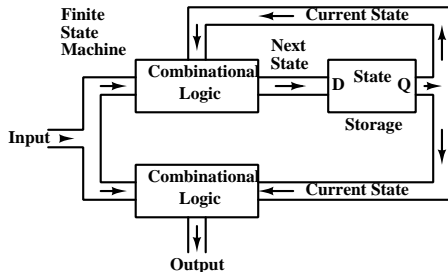 Finite
State
Machine
Current State
Next
State
Combinational
Logic
D
State
Q
Storage
Input
Combinational
Logic
Current State
Output